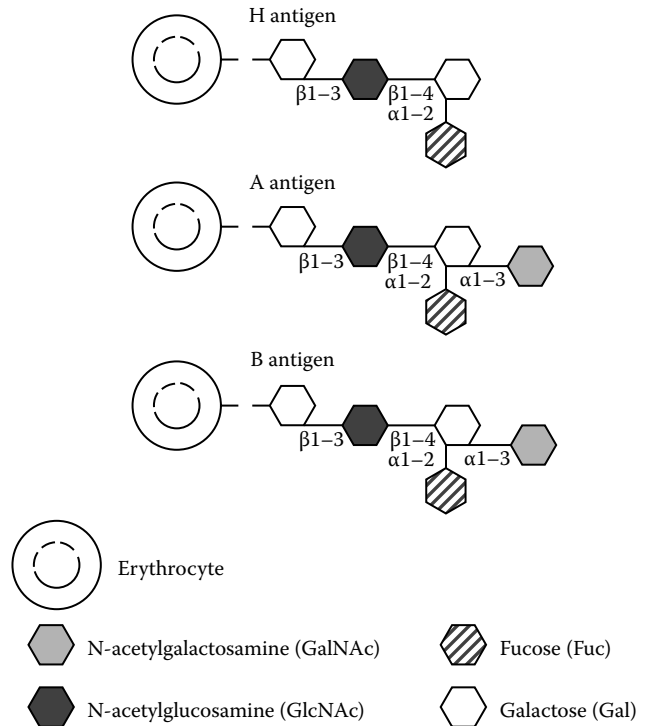 H antigen
β1–3
β1–4
α1–2
A antigen
β1–3
β1–4
α1–2
α1–3
B antigen
β1–3
β1–4
α1–2
α1–3
Erythrocyte
N-acetylgalactosamine (GalNAc)
Fucose (Fuc)
N-acetylglucosamine (GlcNAc)
Galactose (Gal)